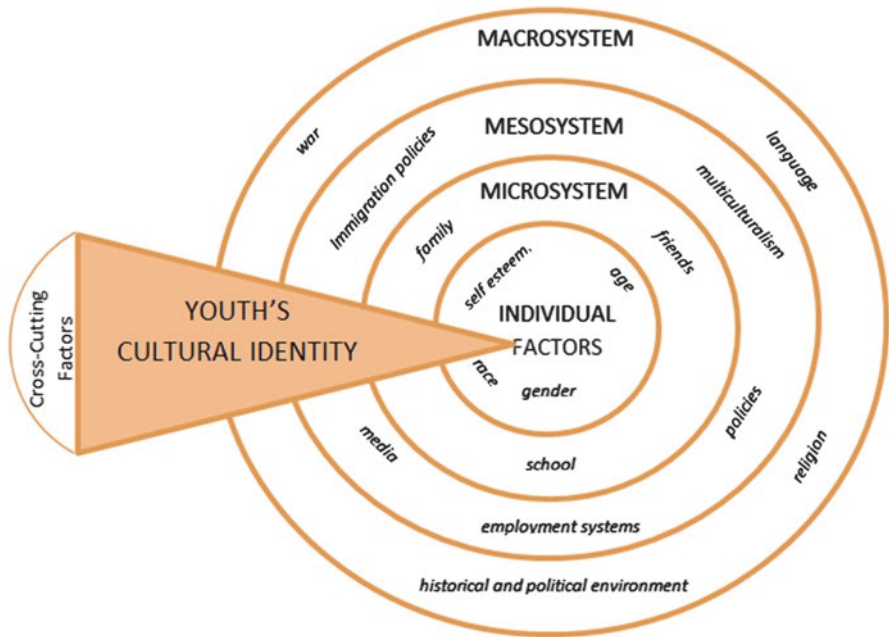 MACROSYSTEM
war
language
MESOSYSTEM
Immigration policies
multiculturalism
MICROSYSTEM
family
friends
self esteem,
age
INDIVIDUAL
FACTORS
race
gender
YOUTH'S
CULTURAL IDENTITY
Cross-Cutting
Factors
media
school
policies
religion
employment systems
historical and political environment